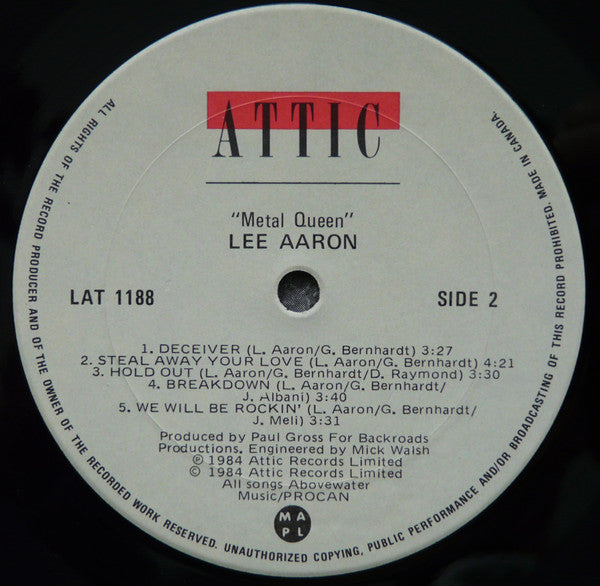 ATTIC
"Metal Queen"
LEE AARON
LAT 1188
SIDE 2
1. DECEIVER (L. Aaron/G. Bernhardt) 3:27
2. STEAL AWAY YOUR LOVE (L. Aaron/G. Bernhardt) 4:21
3. HOLD OUT (L. Aaron/G. Bernhardt/D. Raymond) 3:30
4. BREAKDOWN (L. Aaron/G. Bernhardt/
J. Albani) 3:40
5. WE WILL BE ROCKIN' (L. Aaron/G. Bernhardt/
J. Meli) 3:31
Produced by Paul Gross For Backroads
Productions. Engineered by Mick Walsh
℗ 1984 Attic Records Limited
© 1984 Attic Records Limited
All songs Abovewater
Music/PROCAN
M A
P L
ALL RIGHTS OF THE RECORD PRODUCER AND OF THE OWNER OF THE RECORDED WORK RESERVED. UNAUTHORIZED COPYING, PUBLIC PERFORMANCE AND/OR BROADCASTING OF THIS RECORD PROHIBITED. MADE IN CANADA.